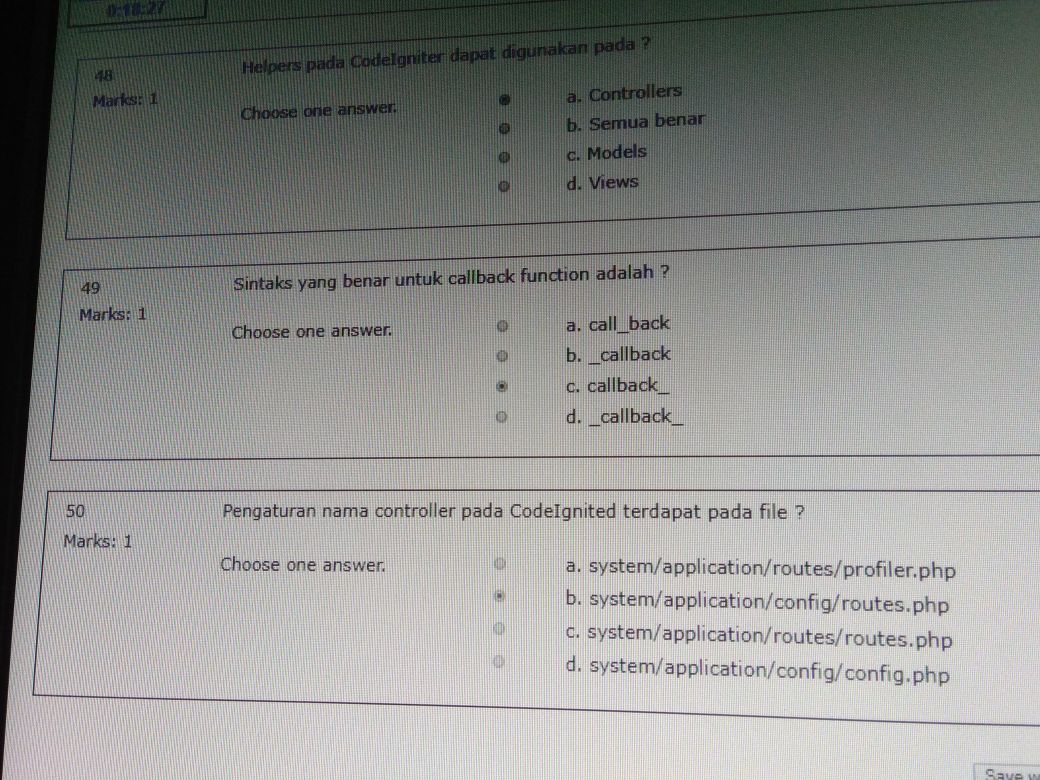 0:18:27
48
Marks: 1
Helpers pada CodeIgniter dapat digunakan pada ?
Choose one answer.
a. Controllers
b. Semua benar
c. Models
d. Views
49
Marks: 1
Sintaks yang benar untuk callback function adalah ?
Choose one answer.
a. call_back
b. _callback
c. callback_
d. _callback_
50
Marks: 1
Pengaturan nama controller pada CodeIgnited terdapat pada file ?
Choose one answer.
a. system/application/routes/profiler.php
b. system/application/config/routes.php
c. system/application/routes/routes.php
d. system/application/config/config.php
Save